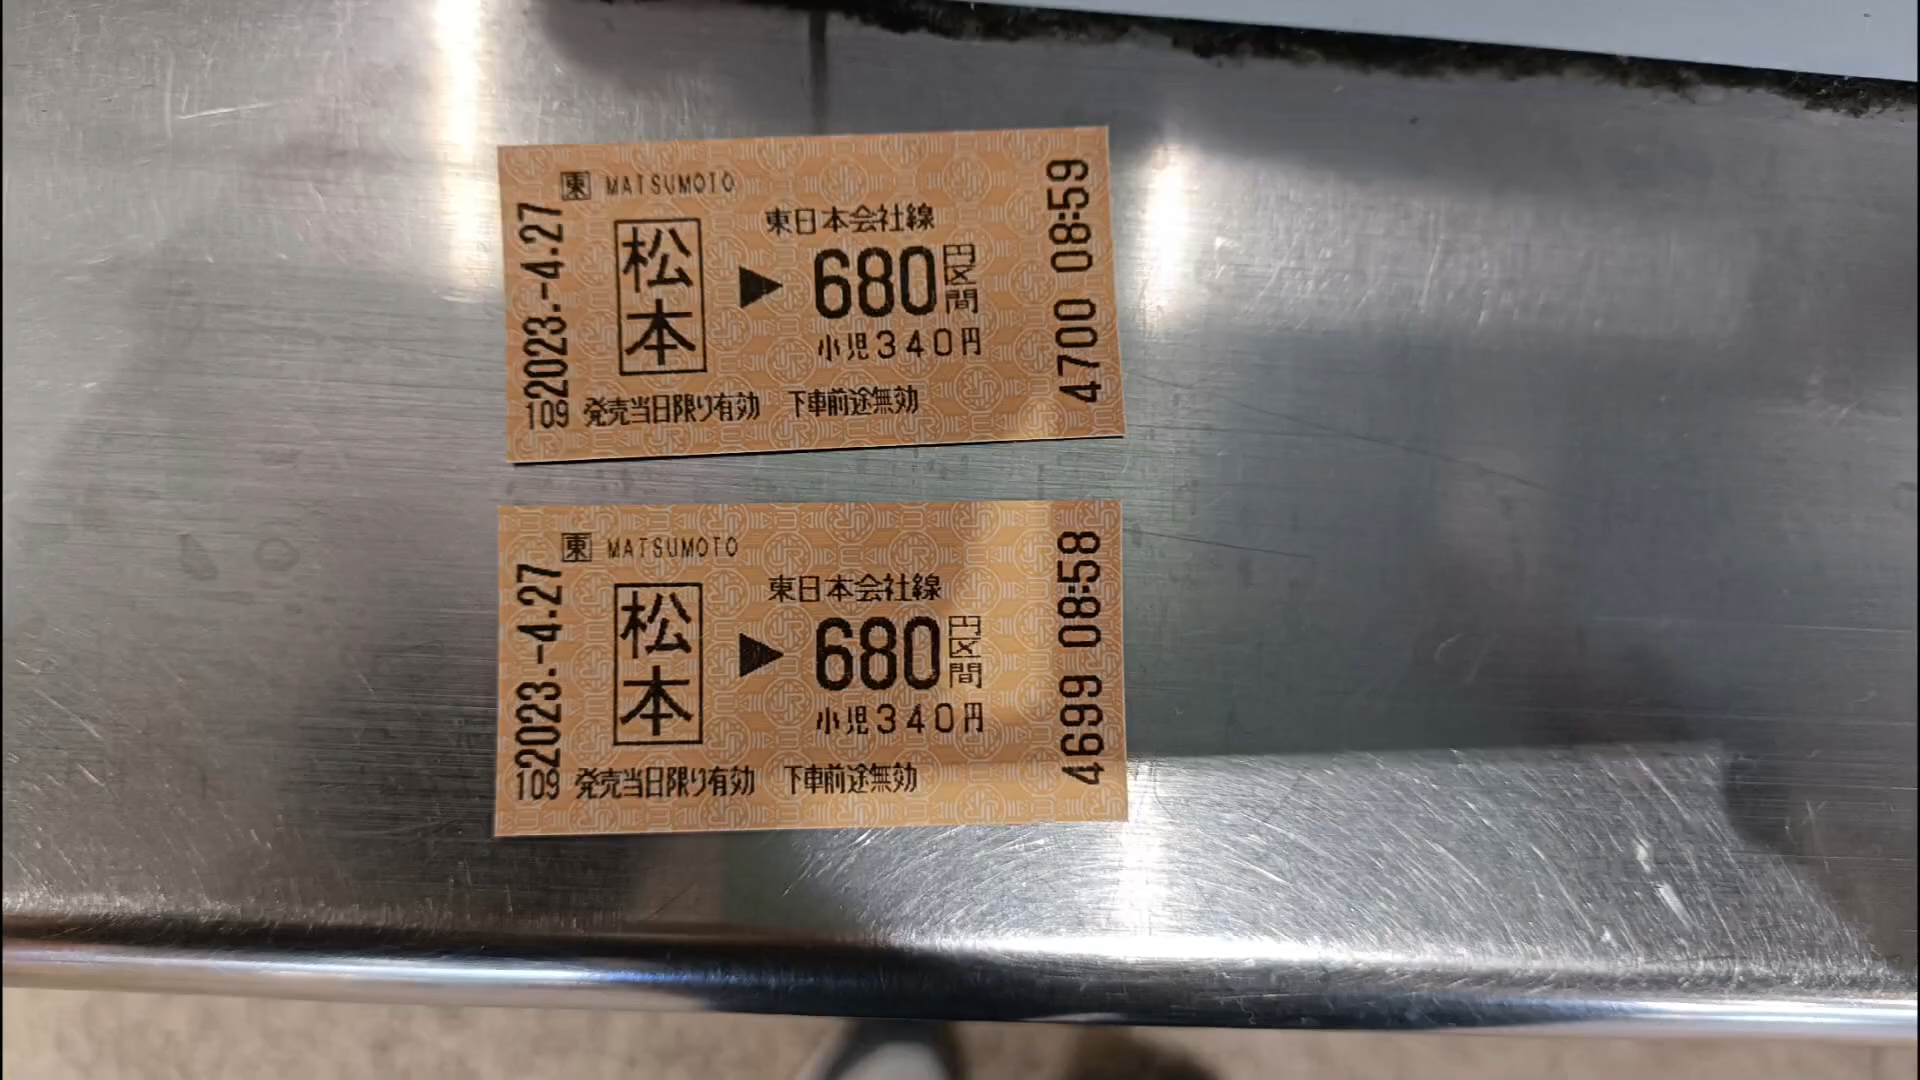 東 MATSUMOTO
2023.-4.27
松本
▶
東日本会社線
680円区間
小児340円
4700 08:59
109 発売当日限り有効 下車前途無効
東 MATSUMOTO
2023.-4.27
松本
▶
東日本会社線
680円区間
小児340円
4699 08:58
109 発売当日限り有効 下車前途無効